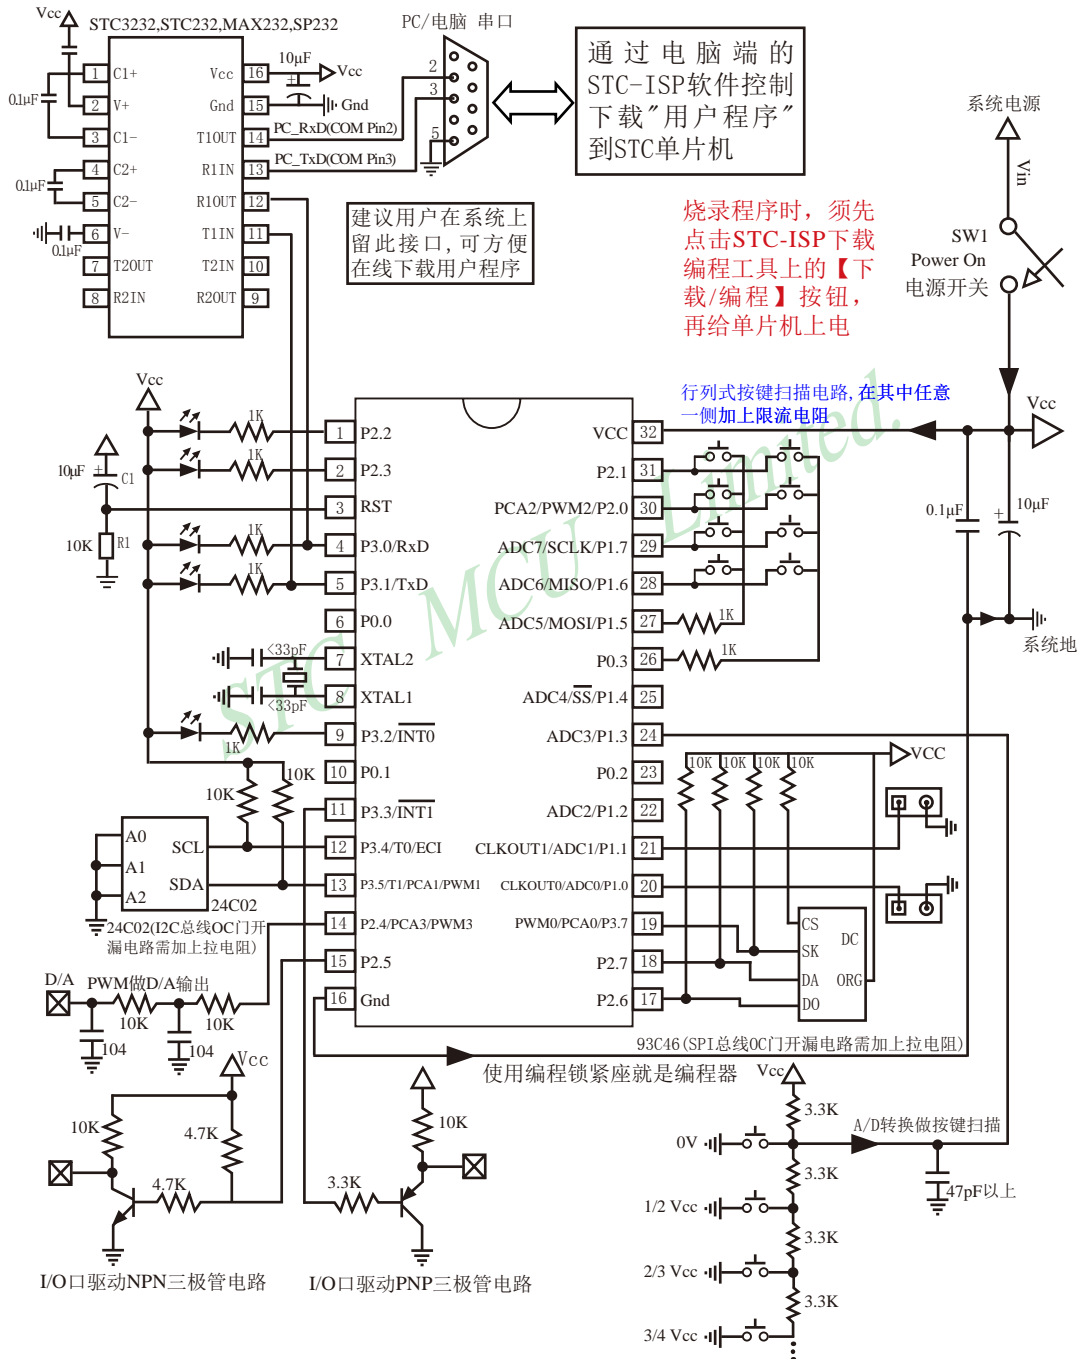 Vcc
STC3232,STC232,MAX232,SP232
PC/电脑 串口
通过电脑端的
STC-ISP软件控制
下载"用户程序"
到STC单片机
1 C1+
2 V+
3 C1-
4 C2+
5 C2-
6 V-
7 T2OUT
8 R2IN
Vcc 16
Gnd 15
T1OUT 14
R1IN 13
R1OUT 12
T1IN 11
T2IN 10
R2OUT 9
0.1μF
0.1μF
0.1μF
10μF
+
Vcc
Gnd
PC_RxD(COM Pin2)
PC_TxD(COM Pin3)
2
3
5
建议用户在系统上
留此接口,可方便
在线下载用户程序
烧录程序时，须先
点击STC-ISP下载
编程工具上的【下
载/编程】按钮，
再给单片机上电
系统电源
Vin
SW1
Power On
电源开关
Vcc
0.1μF
10μF
+
系统地
行列式按键扫描电路,在其中任意
一侧加上限流电阻
STC MCU Limited.
Vcc
1K
1K
10μF
+
C1
10K
R1
1K
1K
<33pF
<33pF
1K
10K
10K
1 P2.2
2 P2.3
3 RST
4 P3.0/RxD
5 P3.1/TxD
6 P0.0
7 XTAL2
8 XTAL1
9 P3.2/INT0
10 P0.1
11 P3.3/INT1
12 P3.4/T0/ECI
13 P3.5/T1/PCA1/PWM1
14 P2.4/PCA3/PWM3
15 P2.5
16 Gnd
VCC 32
P2.1 31
PCA2/PWM2/P2.0 30
ADC7/SCLK/P1.7 29
ADC6/MISO/P1.6 28
ADC5/MOSI/P1.5 27
P0.3 26
ADC4/SS/P1.4 25
ADC3/P1.3 24
P0.2 23
ADC2/P1.2 22
CLKOUT1/ADC1/P1.1 21
CLKOUT0/ADC0/P1.0 20
PWM0/PCA0/P3.7 19
P2.7 18
P2.6 17
1K
1K
10K
10K
10K
10K
VCC
CS
SK
DA
DO
DC
ORG
93C46(SPI总线OC门开漏电路需加上拉电阻)
A0
A1
A2
SCL
SDA
24C02
24C02(I2C总线OC门开
漏电路需加上拉电阻)
D/A
PWM做D/A输出
10K
10K
104
104
使用编程锁紧座就是编程器
Vcc
10K
4.7K
4.7K
I/O口驱动NPN三极管电路
10K
3.3K
I/O口驱动PNP三极管电路
Vcc
3.3K
A/D转换做按键扫描
0V
3.3K
47pF以上
1/2 Vcc
3.3K
2/3 Vcc
3.3K
3/4 Vcc